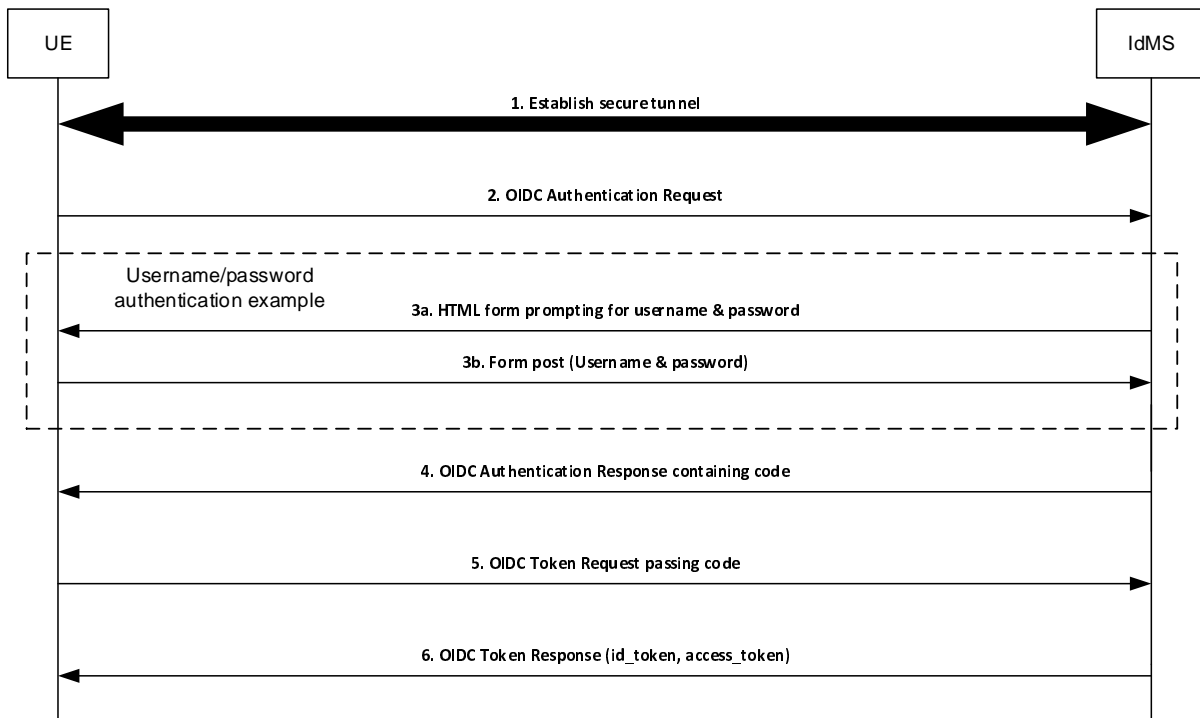 UE
IdMS
1. Establish secure tunnel
2. OIDC Authentication Request
Username/password
authentication example
3a. HTML form prompting for username & password
3b. Form post (Username & password)
4. OIDC Authentication Response containing code
5. OIDC Token Request passing code
6. OIDC Token Response (id_token, access_token)